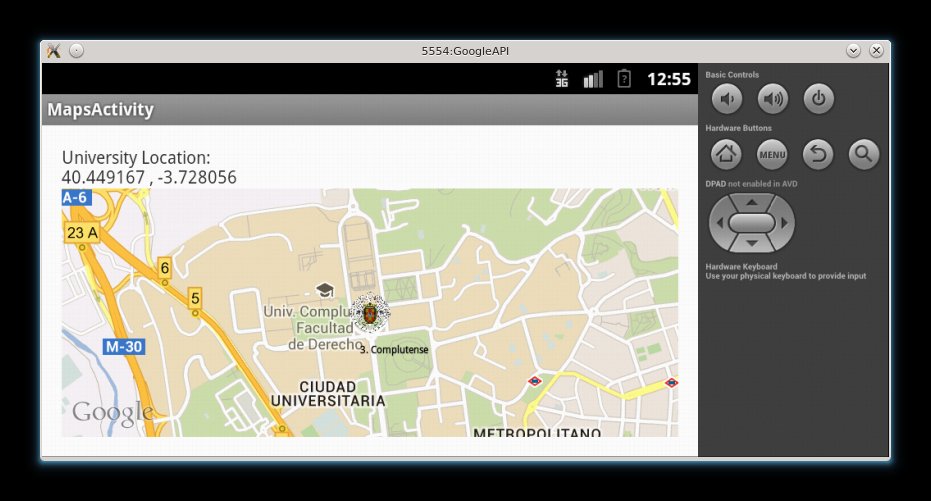 5554:GoogleAPI
3G
?
12:55
MapsActivity
University Location:
40.449167 , -3.728056
A-6
23 A
6
5
Univ. Complu
Facultad
de Derecho
3. Complutense
M-30
CIUDAD
UNIVERSITARIA
Google
METROPOLITANO
Basic Controls
Hardware Buttons
MENU
DPAD not enabled in AVD
Hardware Keyboard
Use your physical keyboard to provide input